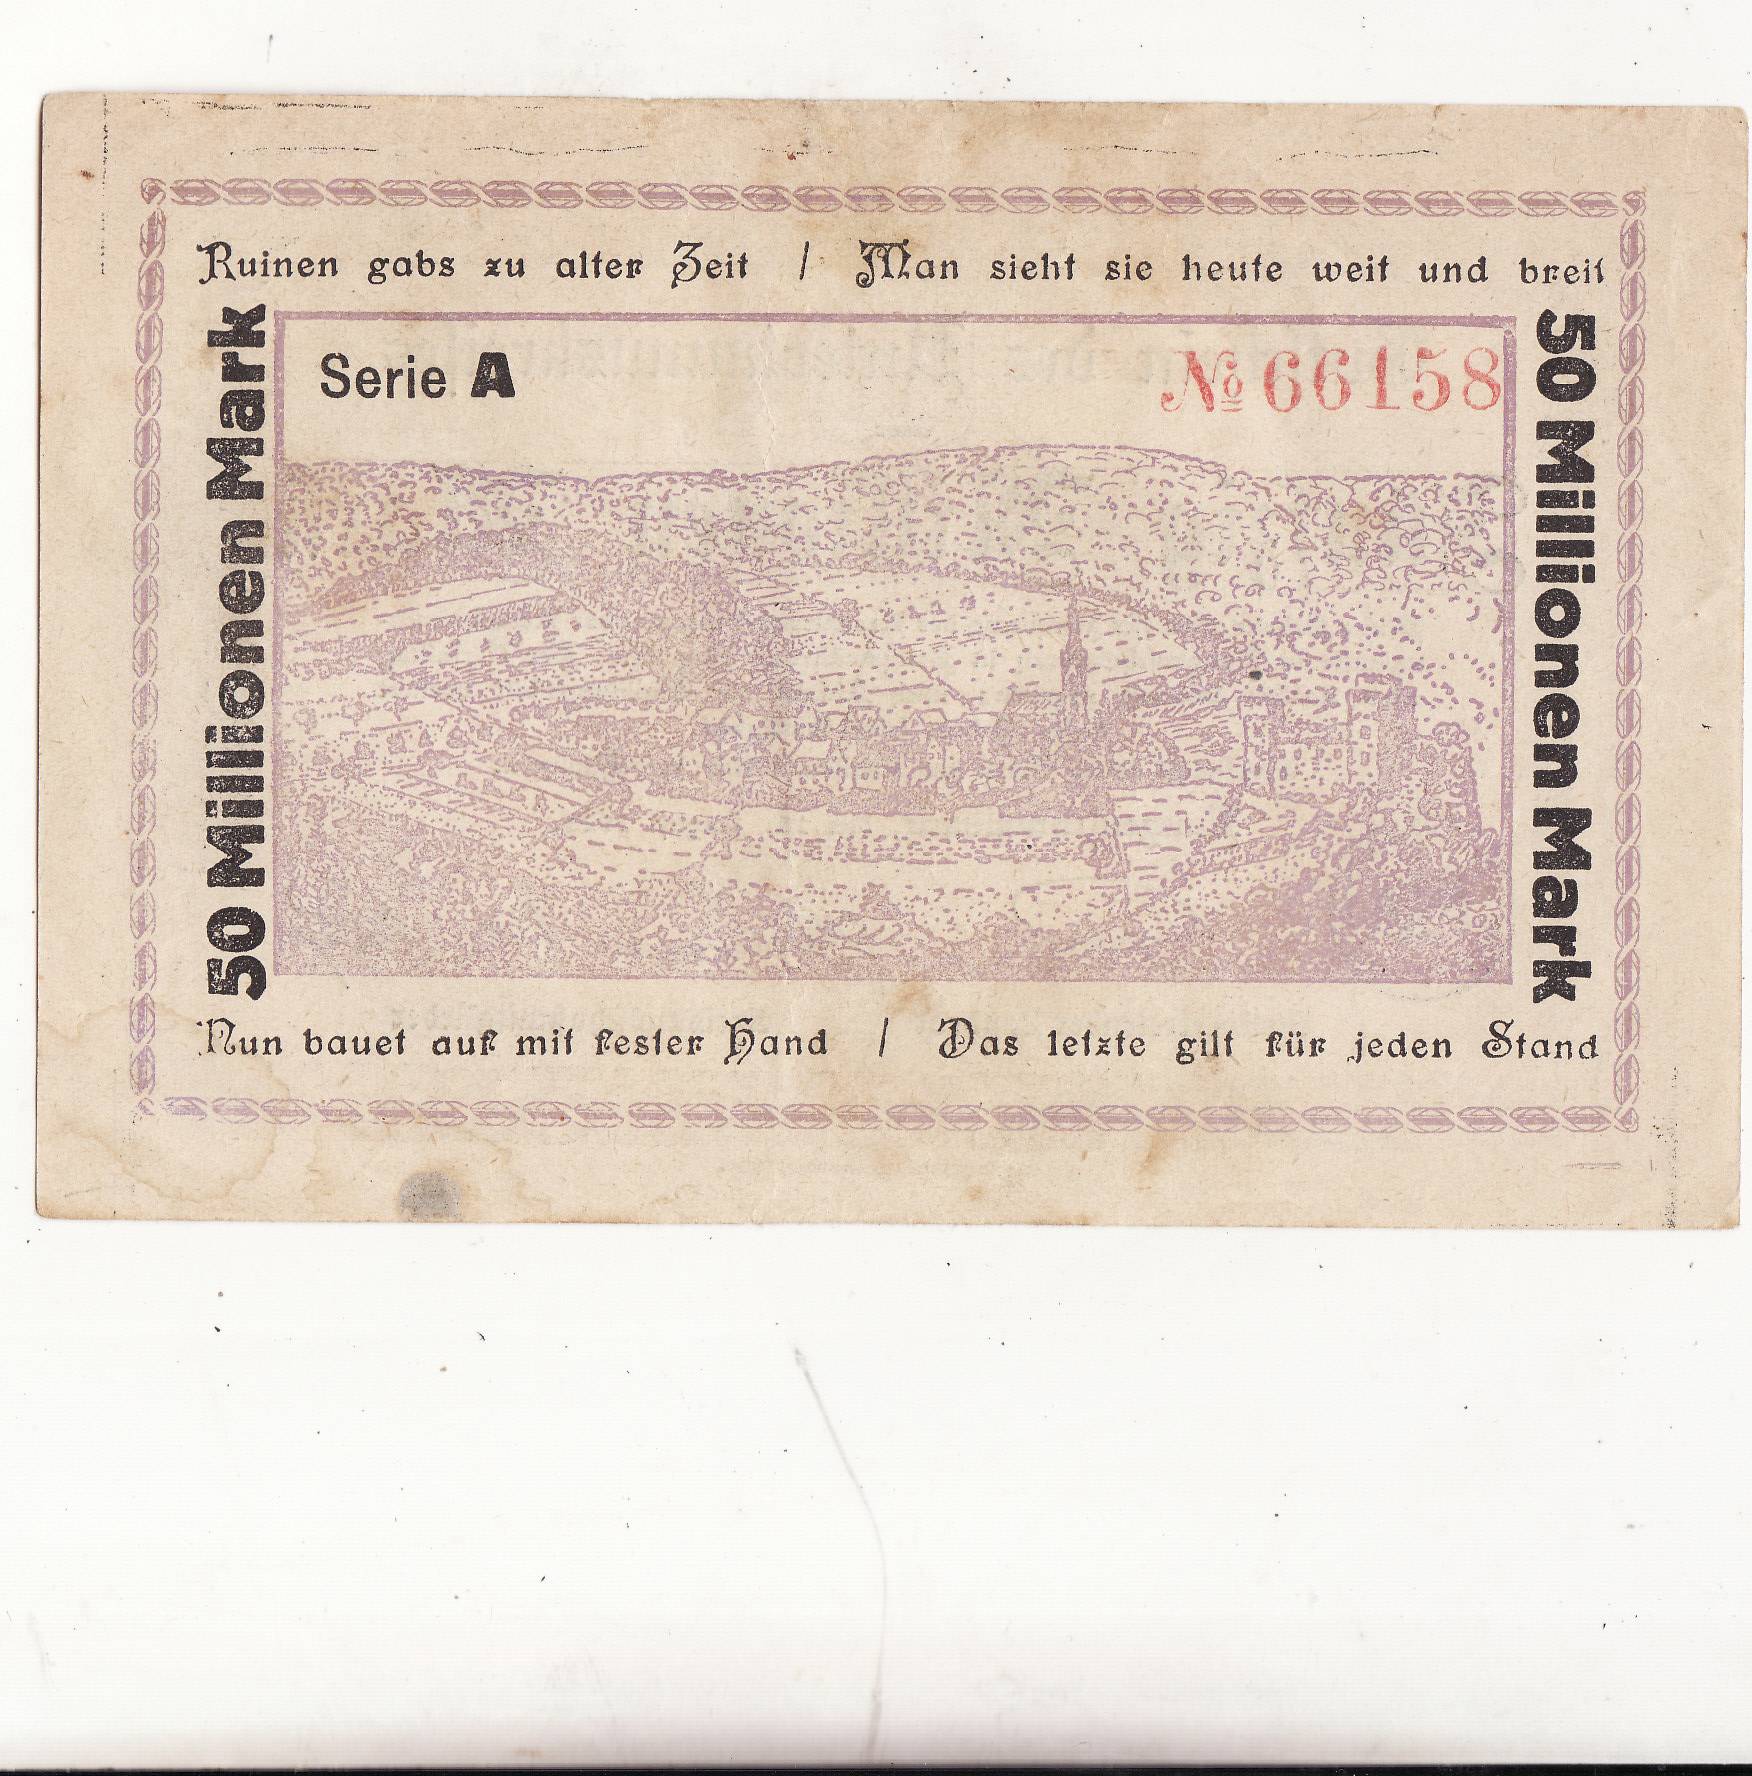 Ruinen gabs zu alter Zeit / Man sieht sie heute weit und breit
50 Millionen Mark
Serie A
№ 66158
50 Millionen Mark
Nun bauet auf mit fester Hand / Das letzte gilt für jeden Stand